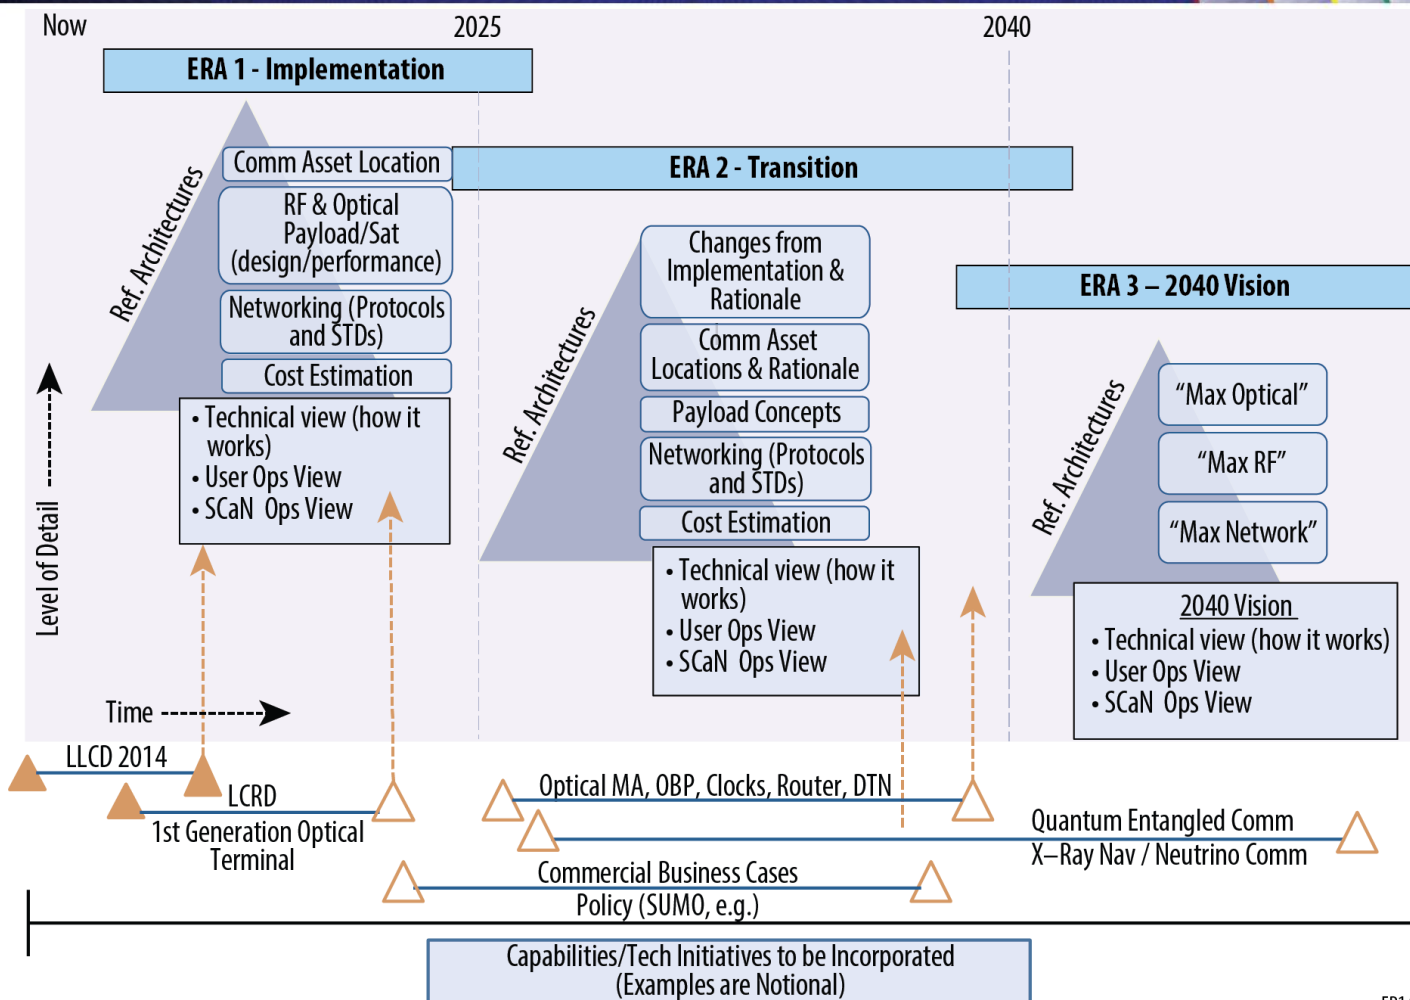 Now
2025
2040
ERA 1 - Implementation
Ref. Architectures
Comm Asset Location
RF & Optical
Payload/Sat
(design/performance)
Networking (Protocols
and STDs)
Cost Estimation
• Technical view (how it
works)
• User Ops View
• SCaN Ops View
ERA 2 - Transition
Ref. Architectures
Changes from
Implementation &
Rationale
Comm Asset
Locations & Rationale
Payload Concepts
Networking (Protocols
and STDs)
Cost Estimation
• Technical view (how it
works)
• User Ops View
• SCaN Ops View
ERA 3 – 2040 Vision
Ref. Architectures
“Max Optical”
“Max RF”
“Max Network”
2040 Vision
• Technical view (how it works)
• User Ops View
• SCaN Ops View
Level of Detail
Time
LLCD 2014
LCRD
1st Generation Optical
Terminal
Optical MA, OBP, Clocks, Router, DTN
Quantum Entangled Comm
X–Ray Nav / Neutrino Comm
Commercial Business Cases
Policy (SUMO, e.g.)
Capabilities/Tech Initiatives to be Incorporated
(Examples are Notional)